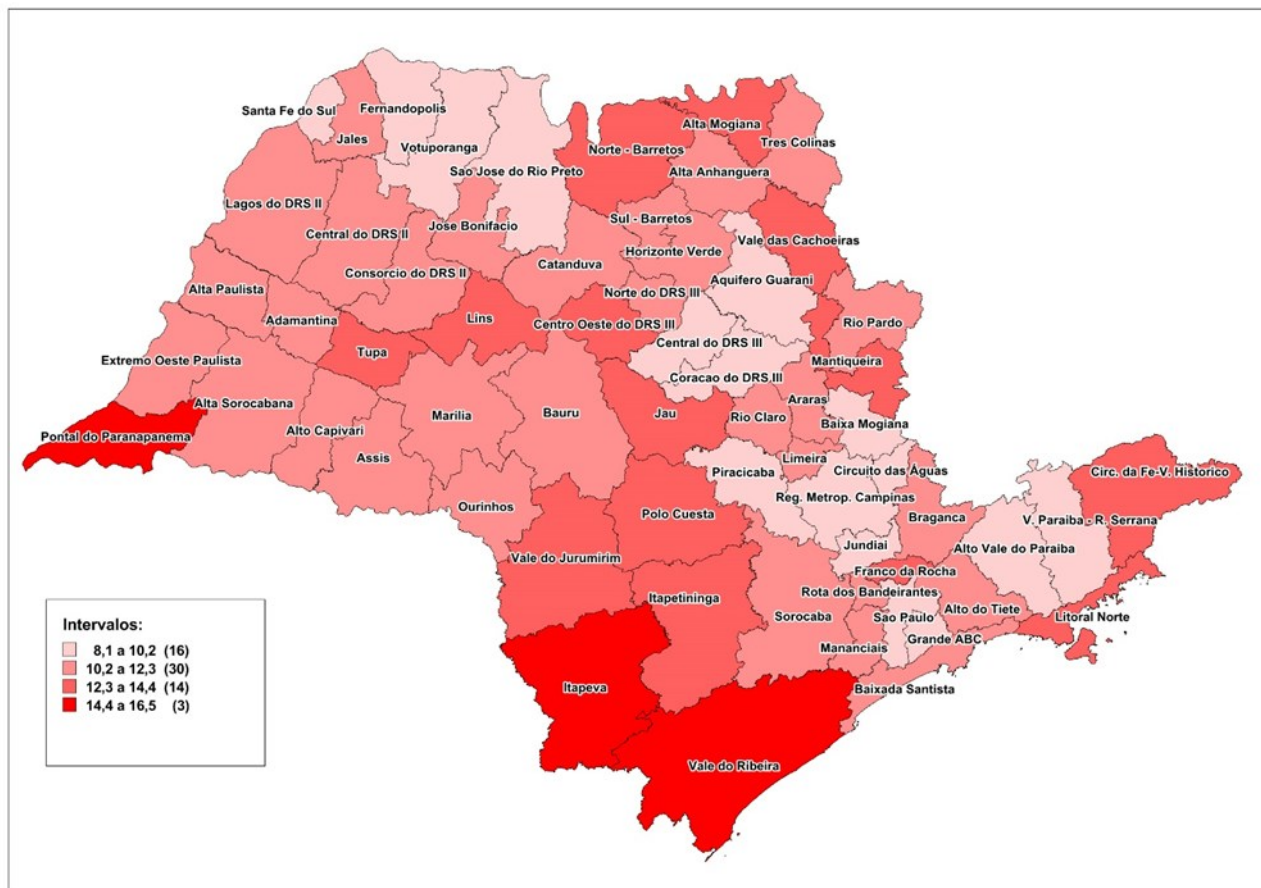 Santa Fe do Sul
Fernandopolis
Jales
Votuporanga
Sao Jose do Rio Preto
Norte - Barretos
Alta Mogiana
Tres Colinas
Alta Anhanguera
Lagos do DRS II
Central do DRS II
Jose Bonifacio
Sul - Barretos
Vale das Cachoeiras
Horizonte Verde
Consorcio do DRS II
Catanduva
Aquifero Guarani
Alta Paulista
Norte do DRS III
Adamantina
Lins
Centro Oeste do DRS III
Rio Pardo
Central do DRS III
Tupa
Extremo Oeste Paulista
Mantiqueira
Coracao do DRS III
Alta Sorocabana
Araras
Pontal do Paranapanema
Alto Capivari
Marilia
Bauru
Jau
Rio Claro
Baixa Mogiana
Assis
Limeira
Piracicaba
Circuito das Águas
Circ. da Fe-V. Historico
Reg. Metrop. Campinas
Ourinhos
Polo Cuesta
Braganca
V. Paraiba - R. Serrana
Jundiai
Alto Vale do Paraiba
Vale do Jurumirim
Franco da Rocha
Itapetininga
Rota dos Bandeirantes
Sorocaba
Sao Paulo
Alto do Tiete
Litoral Norte
Grande ABC
Mananciais
Itapeva
Baixada Santista
Vale do Ribeira
Intervalos:
8,1 a 10,2 (16)
10,2 a 12,3 (30)
12,3 a 14,4 (14)
14,4 a 16,5 (3)